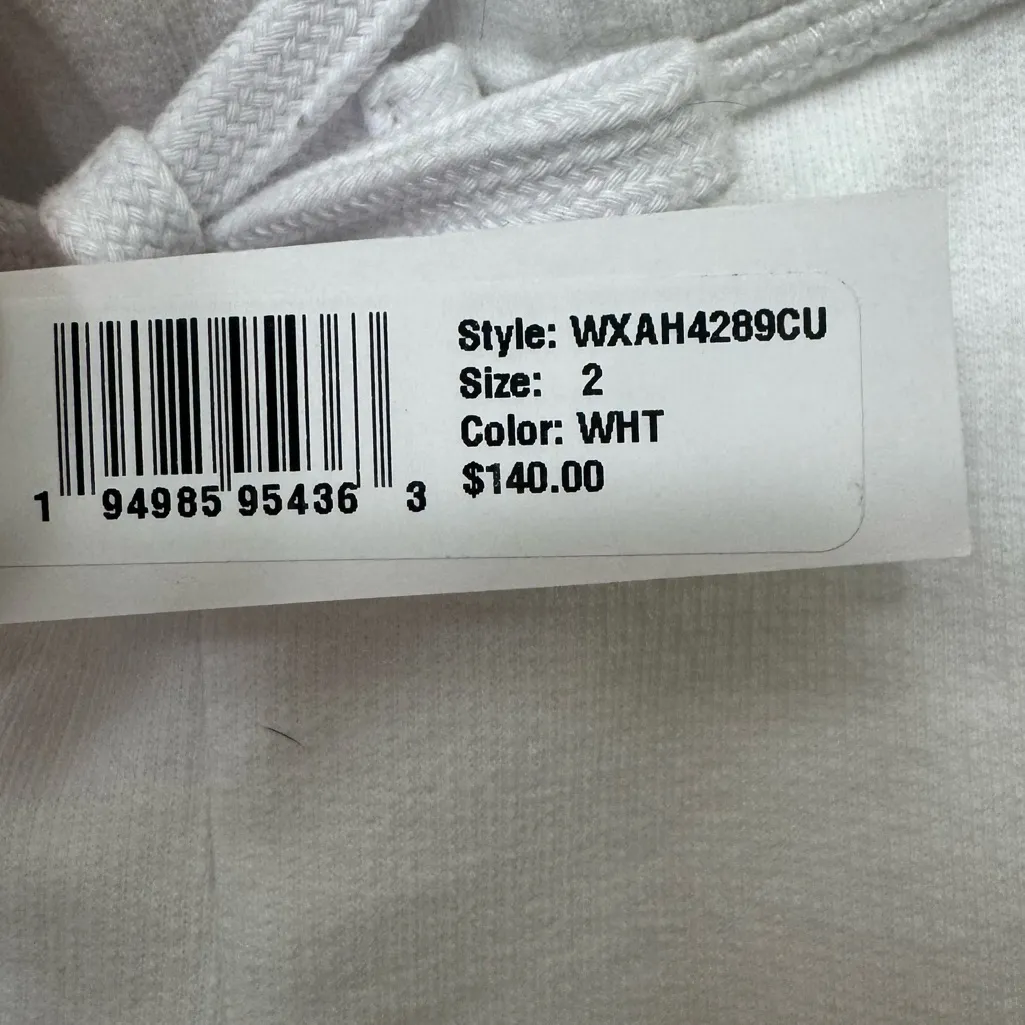 Style: WXAH4289CU
Size: 2
Color: WHT
$140.00
1 94985 95436 3